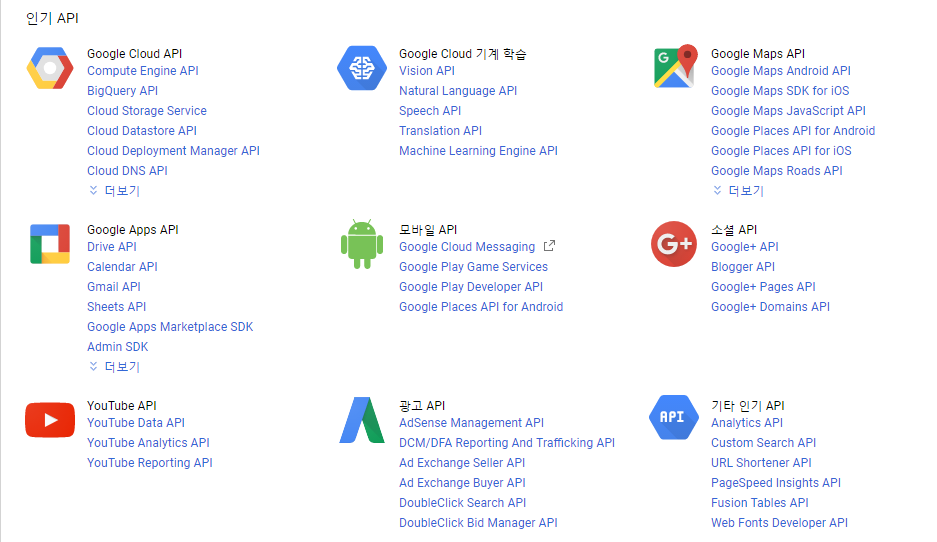 인기 API
Google Cloud API
Compute Engine API
BigQuery API
Cloud Storage Service
Cloud Datastore API
Cloud Deployment Manager API
Cloud DNS API
더보기
Google Cloud 기계 학습
Vision API
Natural Language API
Speech API
Translation API
Machine Learning Engine API
G
Google Maps API
Google Maps Android API
Google Maps SDK for iOS
Google Maps JavaScript API
Google Places API for Android
Google Places API for iOS
Google Maps Roads API
더보기
Google Apps API
Drive API
Calendar API
Gmail API
Sheets API
Google Apps Marketplace SDK
Admin SDK
더보기
모바일 API
Google Cloud Messaging
Google Play Game Services
Google Play Developer API
Google Places API for Android
G+
소셜 API
Google+ API
Blogger API
Google+ Pages API
Google+ Domains API
YouTube API
YouTube Data API
YouTube Analytics API
YouTube Reporting API
광고 API
AdSense Management API
DCM/DFA Reporting And Trafficking API
Ad Exchange Seller API
Ad Exchange Buyer API
DoubleClick Search API
DoubleClick Bid Manager API
API
기타 인기 API
Analytics API
Custom Search API
URL Shortener API
PageSpeed Insights API
Fusion Tables API
Web Fonts Developer API